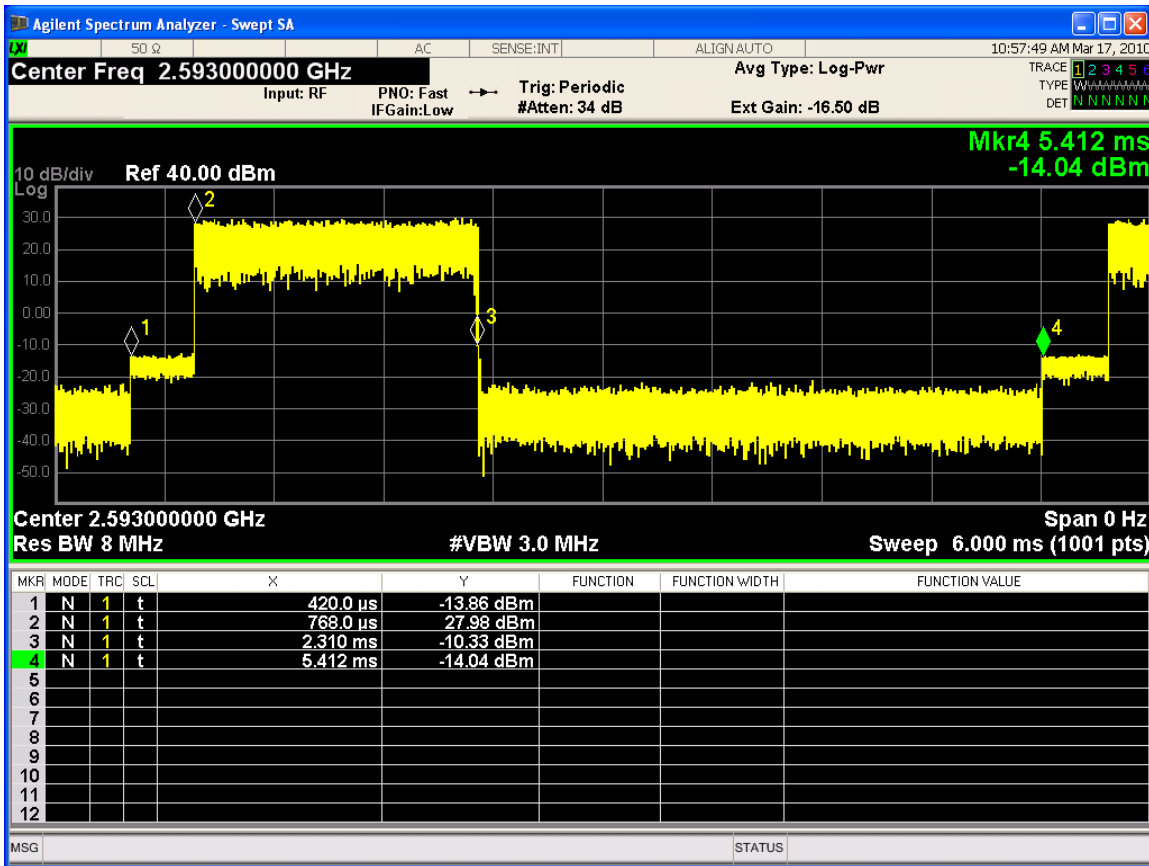 Agilent Spectrum Analyzer - Swept SA
LXI 50 Ω AC SENSE:INT ALIGN AUTO 10:57:49 AM Mar 17, 2010
Center Freq 2.593000000 GHz Avg Type: Log-Pwr TRACE 1 2 3 4 5 6
Input: RF PNO: Fast Trig: Periodic TYPE WWWWWW
IFGain:Low #Atten: 34 dB Ext Gain: -16.50 dB DET N N N N N N
Mkr4 5.412 ms
-14.04 dBm
10 dB/div Ref 40.00 dBm
Log
2
30.0
20.0
10.0
0.00
3
1
4
-10.0
-20.0
-30.0
-40.0
-50.0
Center 2.593000000 GHz Span 0 Hz
Res BW 8 MHz #VBW 3.0 MHz Sweep 6.000 ms (1001 pts)
MKR MODE TRC SCL X Y FUNCTION FUNCTION WIDTH FUNCTION VALUE
1 N 1 t 420.0 µs -13.86 dBm
2 N 1 t 768.0 µs 27.98 dBm
3 N 1 t 2.310 ms -10.33 dBm
4 N 1 t 5.412 ms -14.04 dBm
5
6
7
8
9
10
11
12
MSG STATUS